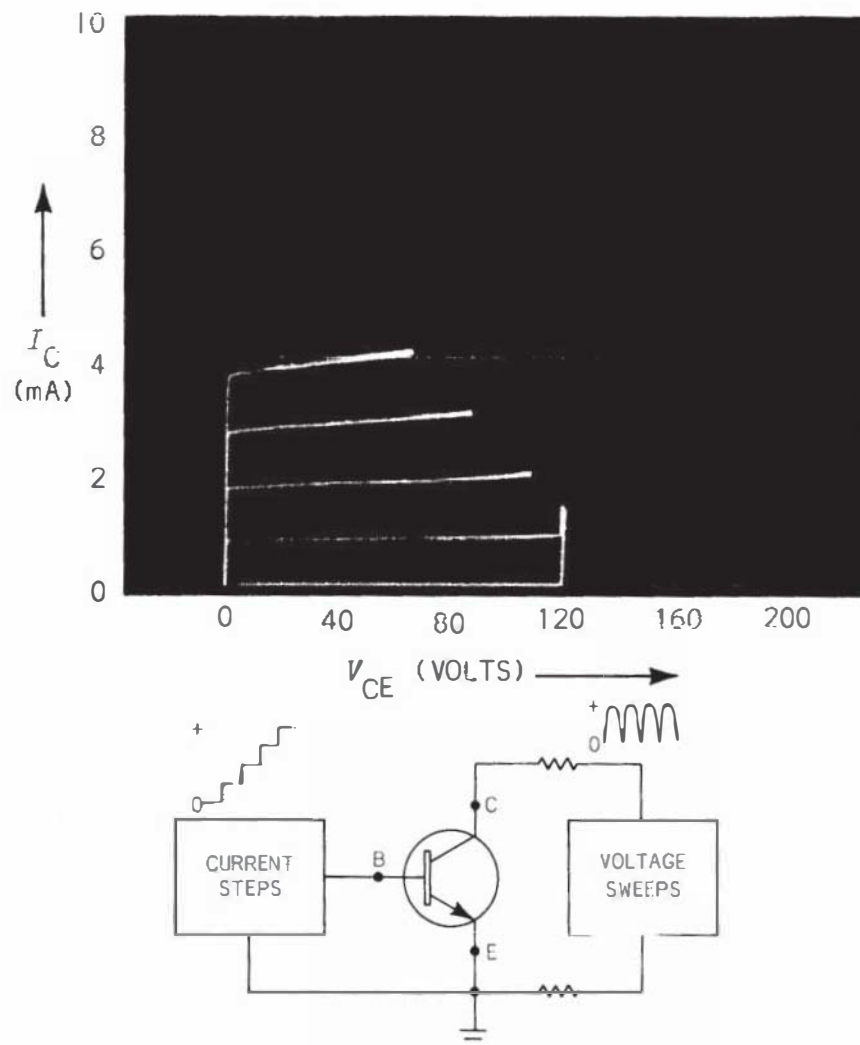 10
8
6
4
2
0
I_C
(mA)
0 40 80 120 160 200
V_CE (VOLTS)
+
0
+
0
CURRENT
STEPS
B
C
E
VOLTAGE
SWEEPS